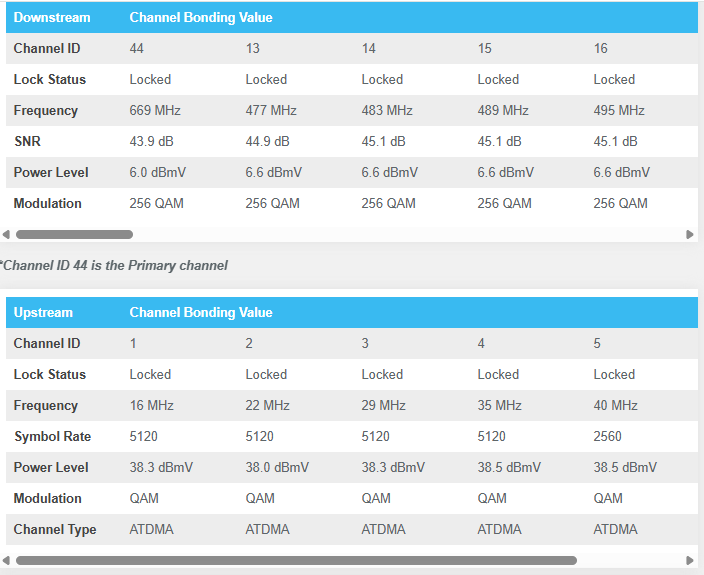 Downstream Channel Bonding Value
Channel ID 44 13 14 15 16
Lock Status Locked Locked Locked Locked Locked
Frequency 669 MHz 477 MHz 483 MHz 489 MHz 495 MHz
SNR 43.9 dB 44.9 dB 45.1 dB 45.1 dB 45.1 dB
Power Level 6.0 dBmV 6.6 dBmV 6.6 dBmV 6.6 dBmV 6.6 dBmV
Modulation 256 QAM 256 QAM 256 QAM 256 QAM 256 QAM
*Channel ID 44 is the Primary channel
Upstream Channel Bonding Value
Channel ID 1 2 3 4 5
Lock Status Locked Locked Locked Locked Locked
Frequency 16 MHz 22 MHz 29 MHz 35 MHz 40 MHz
Symbol Rate 5120 5120 5120 5120 2560
Power Level 38.3 dBmV 38.0 dBmV 38.3 dBmV 38.5 dBmV 38.5 dBmV
Modulation QAM QAM QAM QAM QAM
Channel Type ATDMA ATDMA ATDMA ATDMA ATDMA